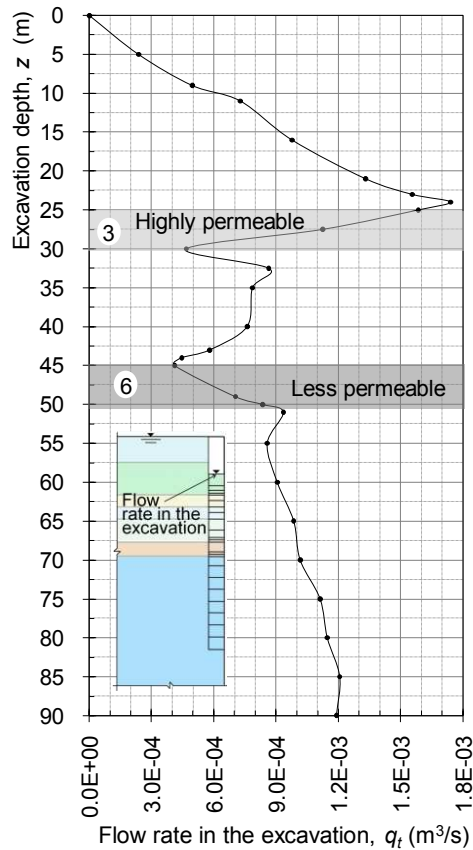 Excavation depth, z (m)
0
5
10
15
20
25
30
35
40
45
50
55
60
65
70
75
80
85
90
3
Highly permeable
6
Less permeable
Flow
rate in the
excavation
0.0E+00
3.0E-04
6.0E-04
9.0E-04
1.2E-03
1.5E-03
1.8E-03
Flow rate in the excavation, qₜ (m³/s)